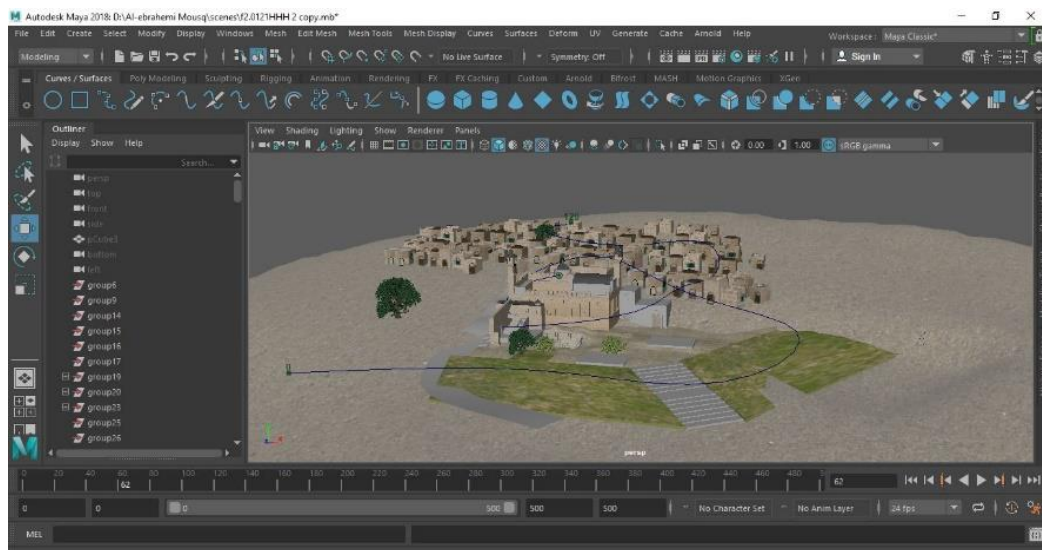 Autodesk Maya 2018: D:\Al-ebrahemi Mousq\scenes\f2.0121HHH 2 copy.mb*
File Edit Create Select Modify Display Windows Mesh Edit Mesh Mesh Tools Mesh Display Curves Surfaces Deform UV Generate Cache Arnold Help Workspace: Maya Classic*
Modeling No Live Surface Symmetry: Off Sign In
Curves / Surfaces Poly Modeling Sculpting Rigging Animation Rendering FX FX Caching Custom Arnold Bifrost MASH Motion Graphics XGen
Outliner
Display Show Help
Search...
persp
top
front
side
pCube3
bottom
left
group6
group9
group14
group15
group16
group17
group19
group20
group23
group25
group26
View Shading Lighting Show Renderer Panels
0.00 1.00 sRGB gamma
persp
0 20 40 60 80 100 120 140 160 180 200 220 240 260 280 300 320 340 360 380 400 420 440 460 480
62
62
0 0 0 500 500 500 No Character Set No Anim Layer 24 fps
MEL